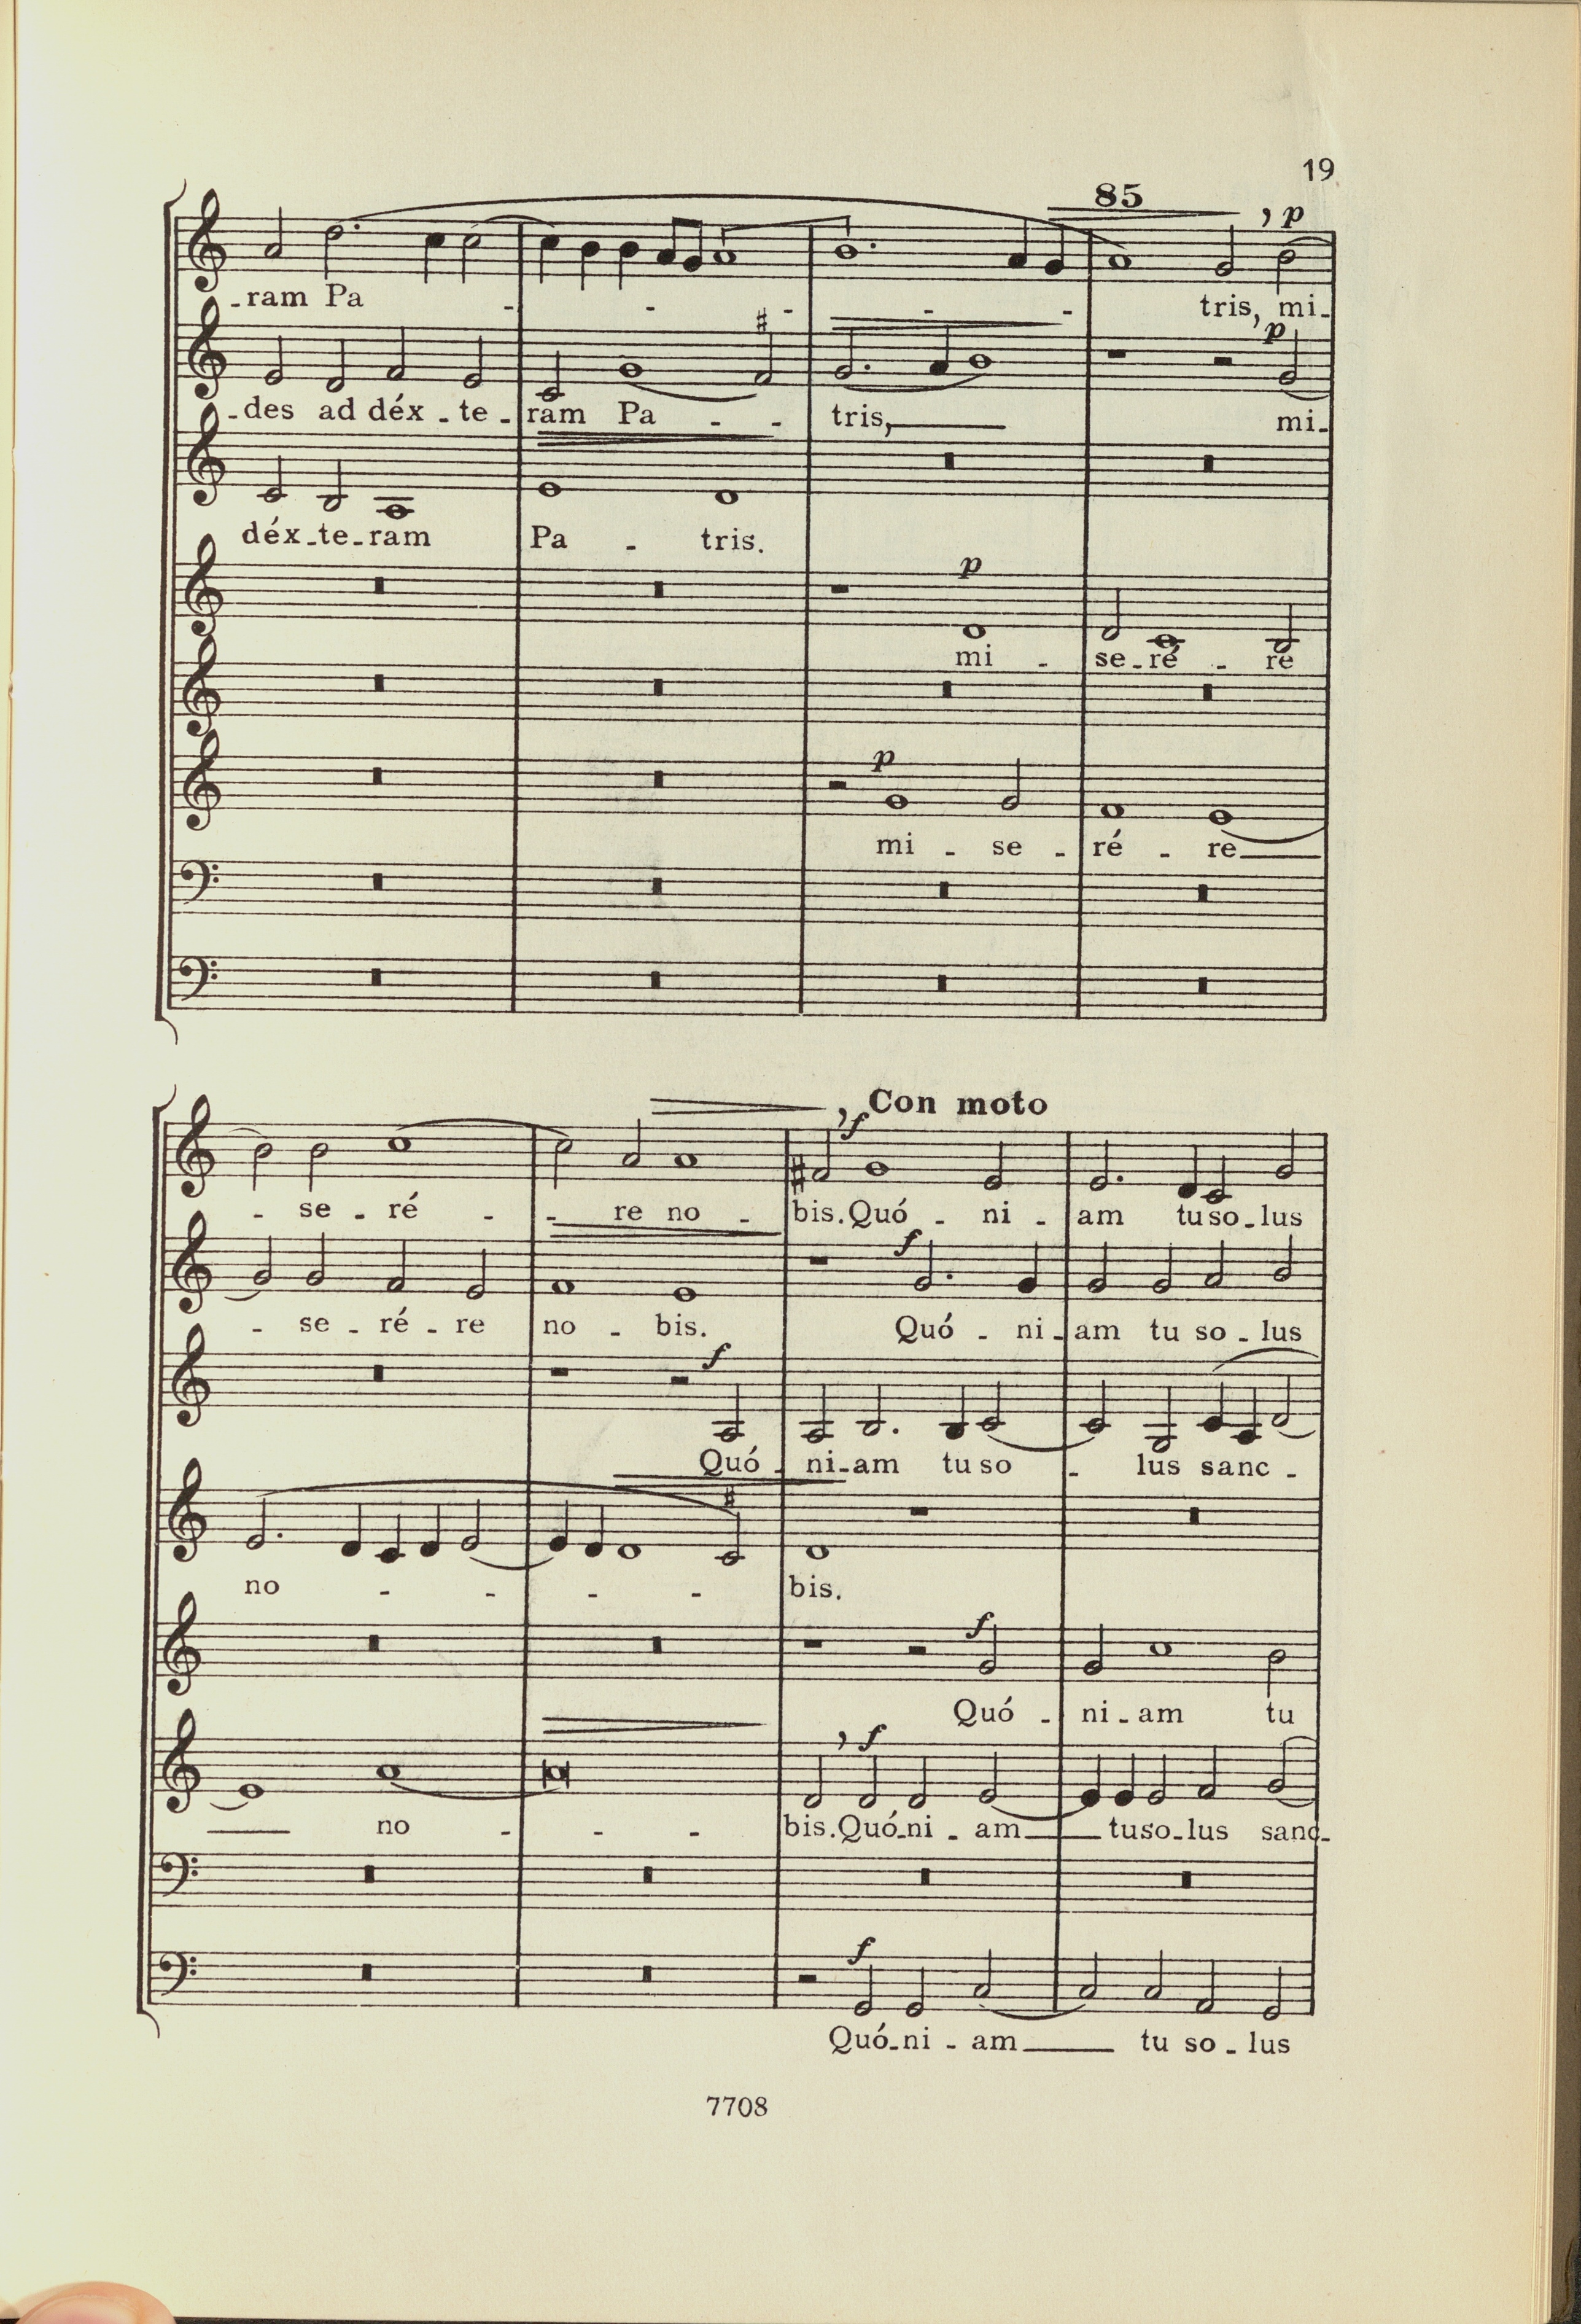 19
85
, p
-ram Pa - - - - - tris, mi-
, p
-des ad déx - te - ram Pa - - tris, mi-
déx-te-ram Pa - tris.
p
mi - se-ré - re
p
mi - se - ré - re
, f Con moto
- se - ré - - re no - bis. Quó - ni - am tu so-lus
f
- se - ré - re no - bis. Quó - ni - am tu so - lus
f
Quó - ni-am tu so - lus sanc -
no - - - - bis.
f
Quó - ni - am tu
, f
no - - - bis. Quó-ni - am tu so-lus sanc-
f
Quó-ni - am tu so - lus
7708